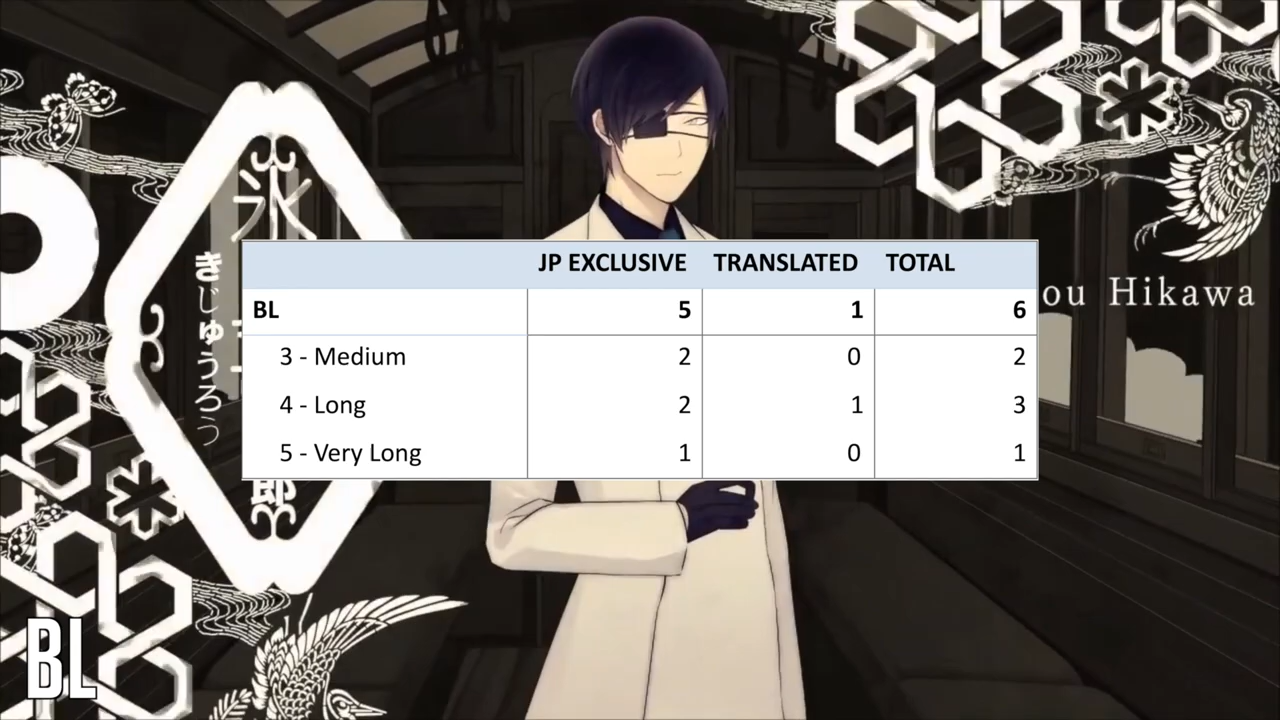 氷
きじゅうろう
郎
ou Hikawa
JP EXCLUSIVE TRANSLATED TOTAL
BL 5 1 6
3 - Medium 2 0 2
4 - Long 2 1 3
5 - Very Long 1 0 1
BL